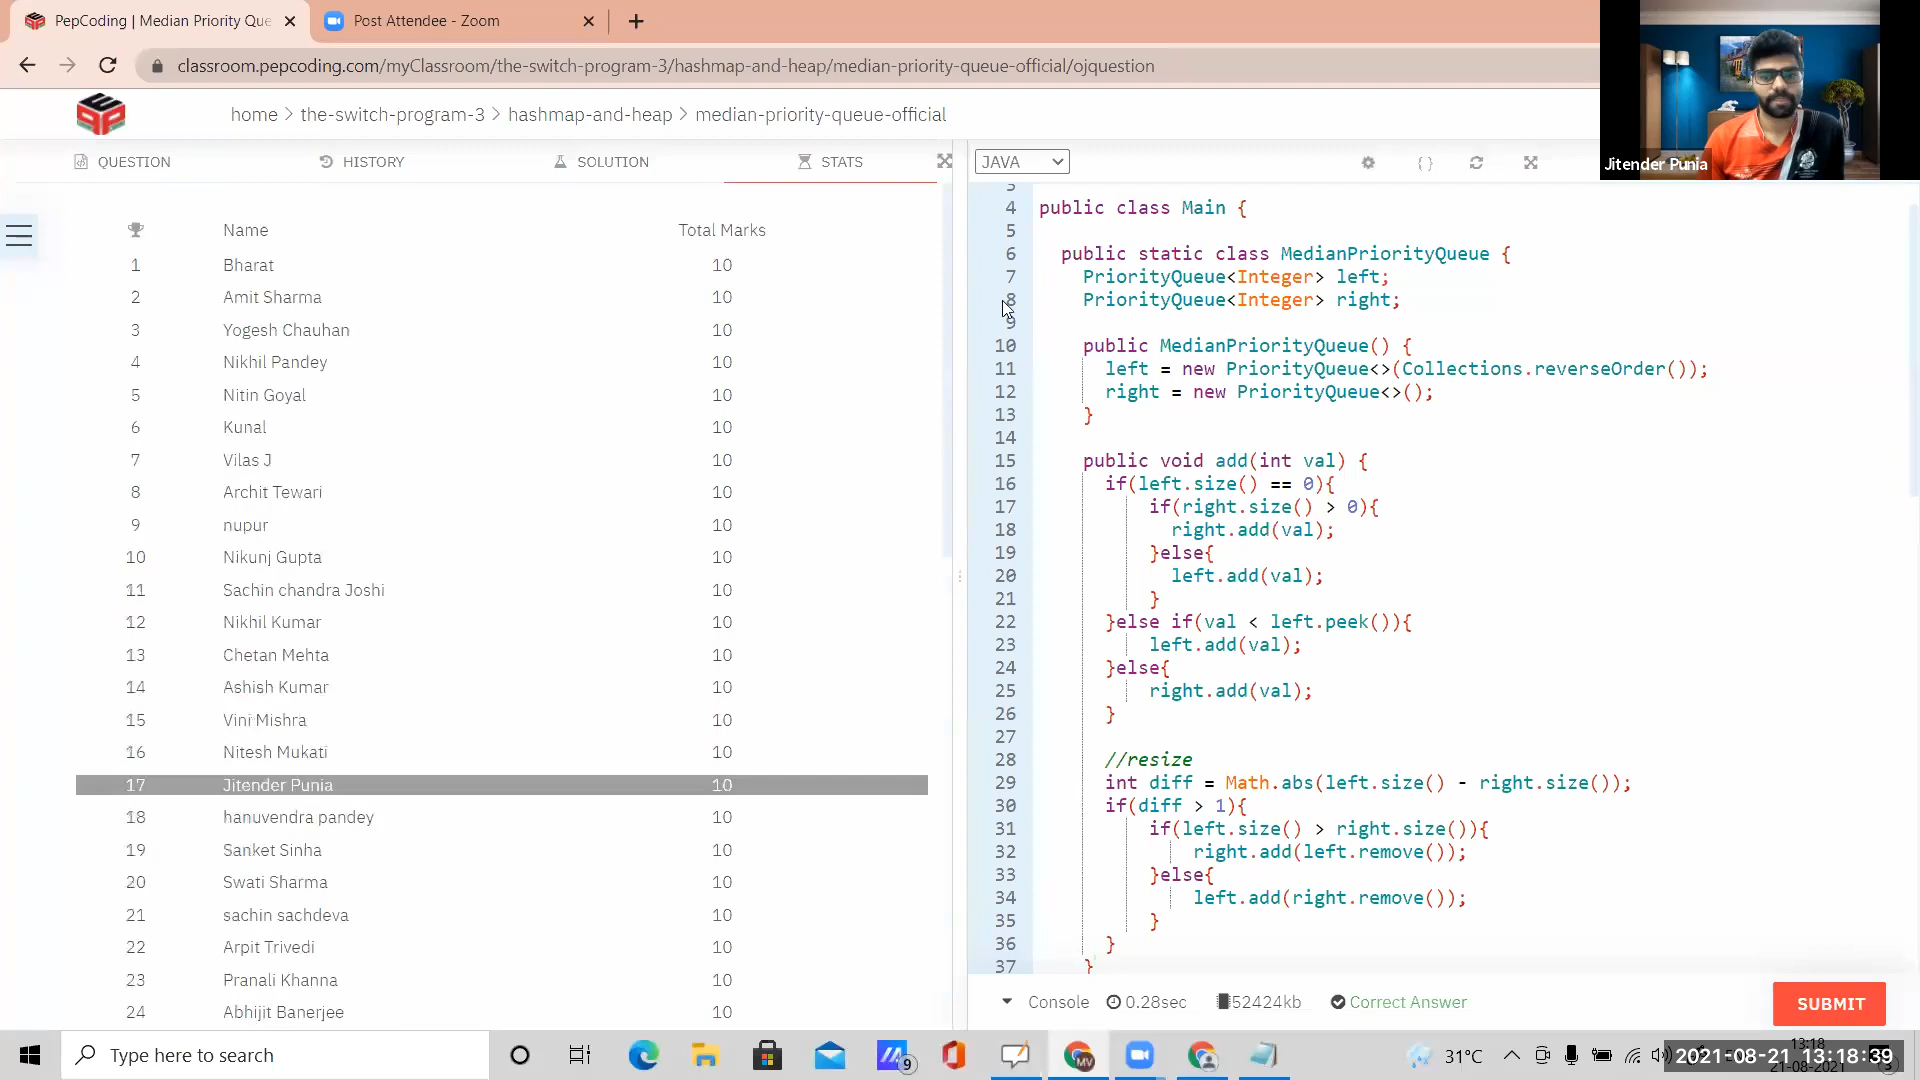 PepCoding | Median Priority Que
Post Attendee - Zoom
classroom.pepcoding.com/myClassroom/the-switch-program-3/hashmap-and-heap/median-priority-queue-official/ojquestion
home > the-switch-program-3 > hashmap-and-heap > median-priority-queue-official
Jitender Punia
QUESTION
HISTORY
SOLUTION
STATS
JAVA
{ }
Name Total Marks
1 Bharat 10
2 Amit Sharma 10
3 Yogesh Chauhan 10
4 Nikhil Pandey 10
5 Nitin Goyal 10
6 Kunal 10
7 Vilas J 10
8 Archit Tewari 10
9 nupur 10
10 Nikunj Gupta 10
11 Sachin chandra Joshi 10
12 Nikhil Kumar 10
13 Chetan Mehta 10
14 Ashish Kumar 10
15 Vini Mishra 10
16 Nitesh Mukati 10
17 Jitender Punia 10
18 hanuvendra pandey 10
19 Sanket Sinha 10
20 Swati Sharma 10
21 sachin sachdeva 10
22 Arpit Trivedi 10
23 Pranali Khanna 10
24 Abhijit Banerjee 10
3
4 public class Main {
5
6 public static class MedianPriorityQueue {
7 PriorityQueue<Integer> left;
8 PriorityQueue<Integer> right;
9
10 public MedianPriorityQueue() {
11 left = new PriorityQueue<>(Collections.reverseOrder());
12 right = new PriorityQueue<>();
13 }
14
15 public void add(int val) {
16 if(left.size() == 0){
17 if(right.size() > 0){
18 right.add(val);
19 }else{
20 left.add(val);
21 }
22 }else if(val < left.peek()){
23 left.add(val);
24 }else{
25 right.add(val);
26 }
27
28 //resize
29 int diff = Math.abs(left.size() - right.size());
30 if(diff > 1){
31 if(left.size() > right.size()){
32 right.add(left.remove());
33 }else{
34 left.add(right.remove());
35 }
36 }
37 }
Console 0.28sec 52424kb Correct Answer
SUBMIT
Type here to search
9
MV
31°C
13:18
21-08-2021
2021-08-21 13:18:39
3